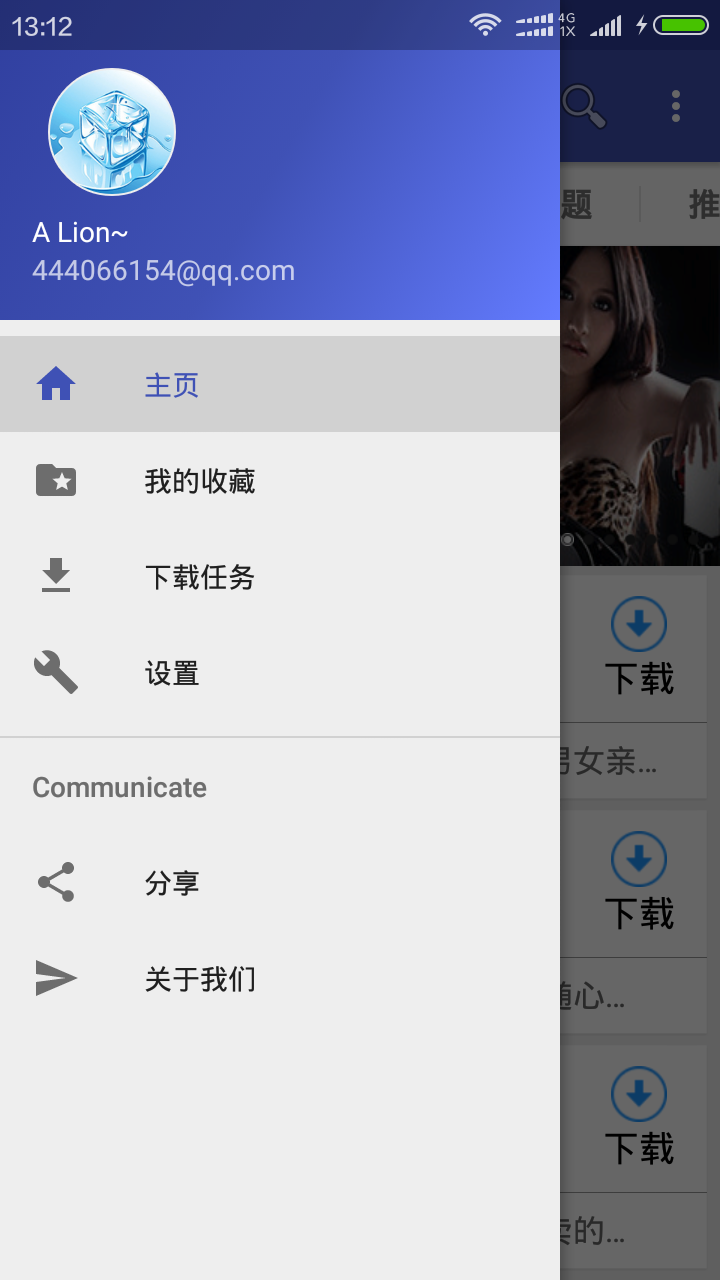 13:12
4G
1X
A Lion~
444066154@qq.com
题
推
主页
我的收藏
下载任务
设置
下载
男女亲…
Communicate
分享
下载
随心…
关于我们
下载
卖的…